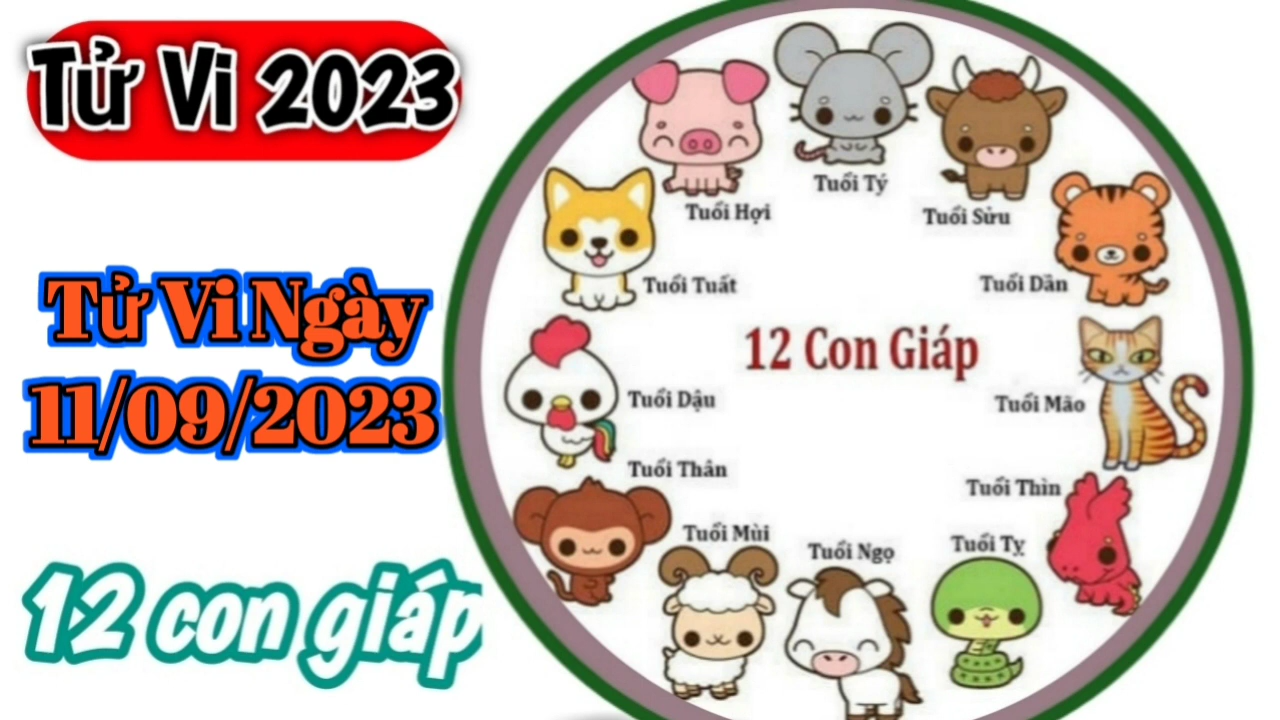 Tử Vi 2023
Tử Vi Ngày
11/09/2023
12 con giáp
12 Con Giáp
Tuổi Tý
Tuổi Sửu
Tuổi Dần
Tuổi Mão
Tuổi Thìn
Tuổi Tỵ
Tuổi Ngọ
Tuổi Mùi
Tuổi Thân
Tuổi Dậu
Tuổi Tuất
Tuổi Hợi